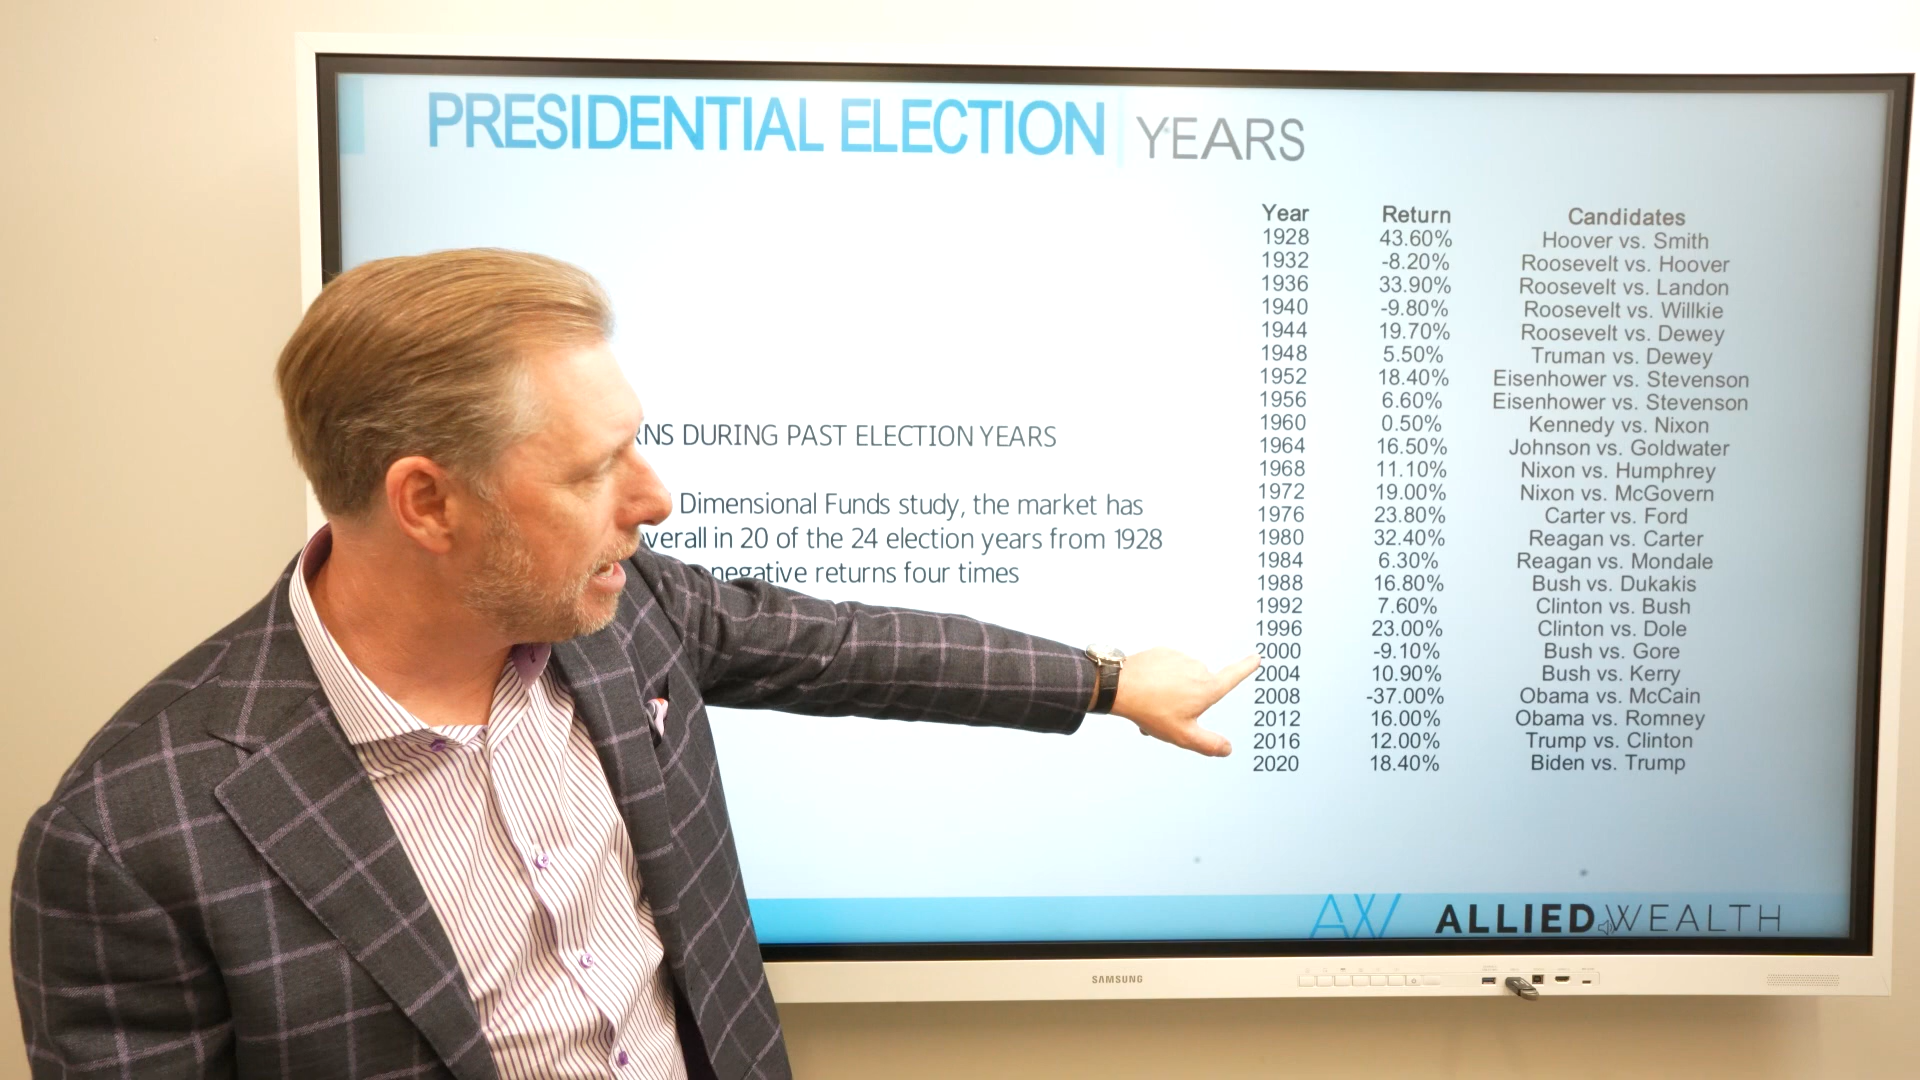 PRESIDENTIAL ELECTION YEARS
RNS DURING PAST ELECTION YEARS
Dimensional Funds study, the market has
overall in 20 of the 24 election years from 1928
negative returns four times
Year Return Candidates
1928 43.60% Hoover vs. Smith
1932 -8.20% Roosevelt vs. Hoover
1936 33.90% Roosevelt vs. Landon
1940 -9.80% Roosevelt vs. Willkie
1944 19.70% Roosevelt vs. Dewey
1948 5.50% Truman vs. Dewey
1952 18.40% Eisenhower vs. Stevenson
1956 6.60% Eisenhower vs. Stevenson
1960 0.50% Kennedy vs. Nixon
1964 16.50% Johnson vs. Goldwater
1968 11.10% Nixon vs. Humphrey
1972 19.00% Nixon vs. McGovern
1976 23.80% Carter vs. Ford
1980 32.40% Reagan vs. Carter
1984 6.30% Reagan vs. Mondale
1988 16.80% Bush vs. Dukakis
1992 7.60% Clinton vs. Bush
1996 23.00% Clinton vs. Dole
2000 -9.10% Bush vs. Gore
2004 10.90% Bush vs. Kerry
2008 -37.00% Obama vs. McCain
2012 16.00% Obama vs. Romney
2016 12.00% Trump vs. Clinton
2020 18.40% Biden vs. Trump
AW ALLIED WEALTH
SAMSUNG